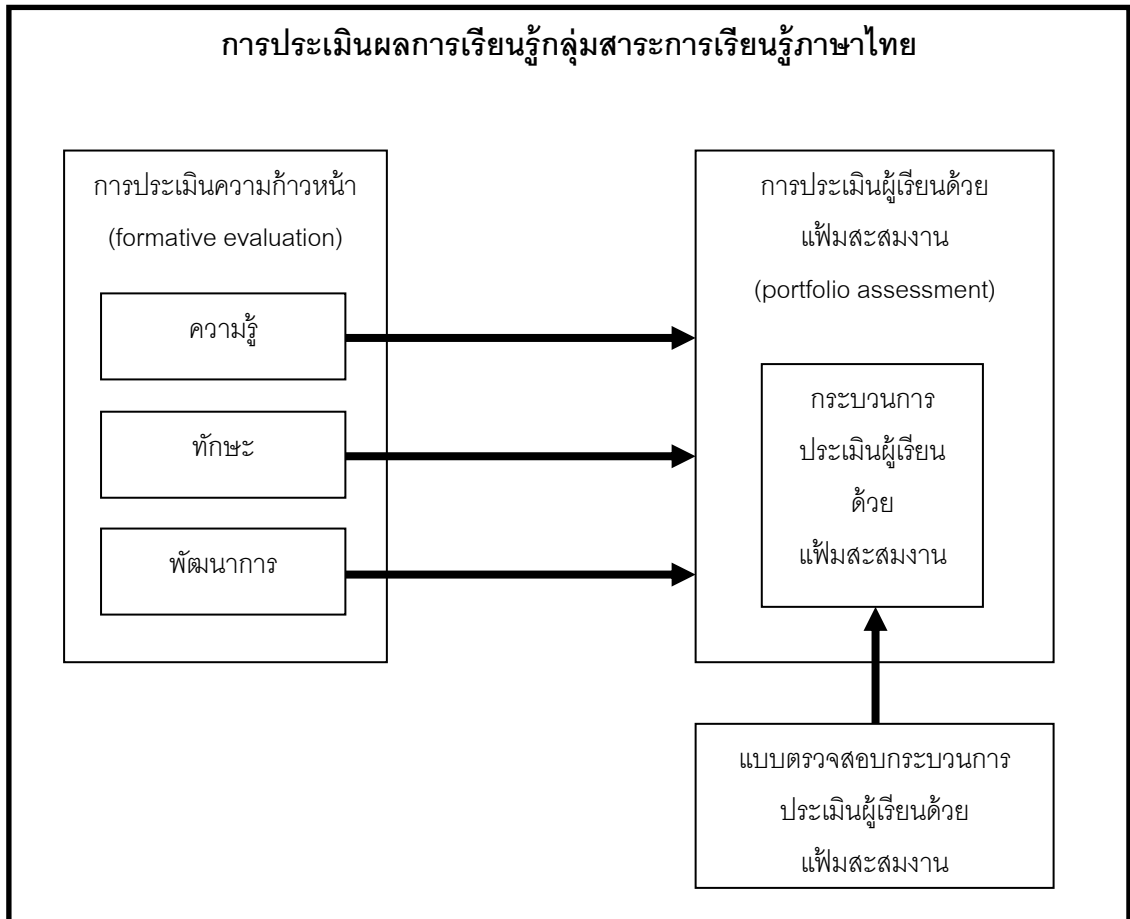 การประเมินผลการเรียนรู้กลุ่มสาระการเรียนรู้ภาษาไทย
การประเมินความก้าวหน้า
(formative evaluation)
ความรู้
ทักษะ
พัฒนาการ
การประเมินผู้เรียนด้วย
แฟ้มสะสมงาน
(portfolio assessment)
กระบวนการ
ประเมินผู้เรียน
ด้วย
แฟ้มสะสมงาน
แบบตรวจสอบกระบวนการ
ประเมินผู้เรียนด้วย
แฟ้มสะสมงาน